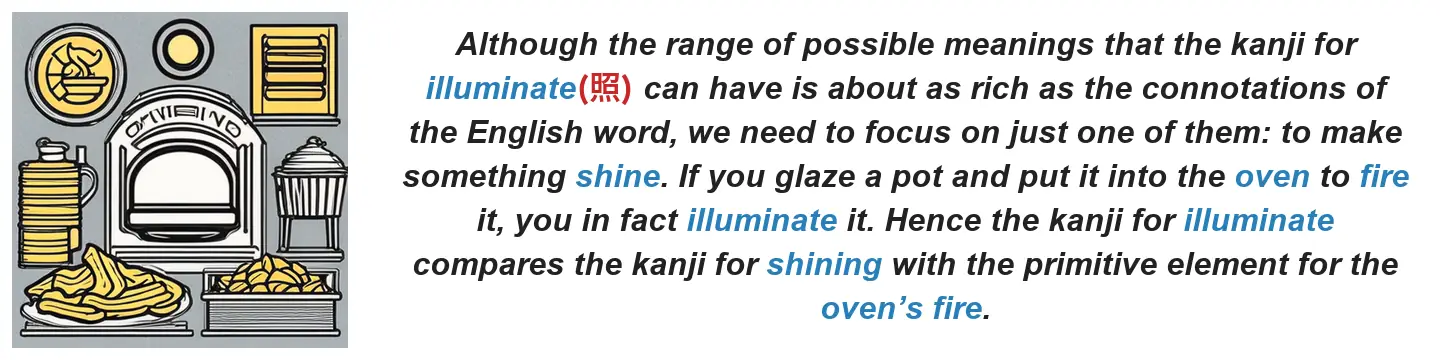 Although the range of possible meanings that the kanji for
illuminate(照) can have is about as rich as the connotations of
the English word, we need to focus on just one of them: to make
something shine. If you glaze a pot and put it into the oven to fire
it, you in fact illuminate it. Hence the kanji for illuminate
compares the kanji for shining with the primitive element for the
oven’s fire.